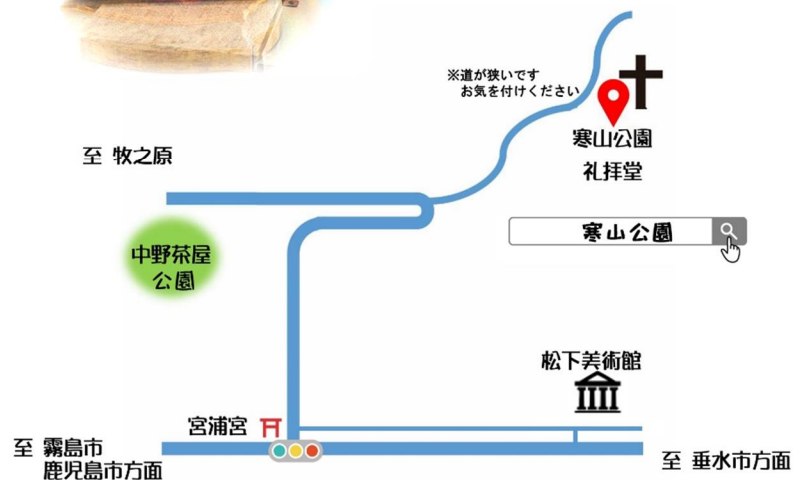 ※道が狭いです
お気を付けください
寒山公園
礼拝堂
至 牧之原
寒山公園
中野茶屋
公園
松下美術館
宮浦宮
至 霧島市
鹿児島市方面
至 垂水市方面